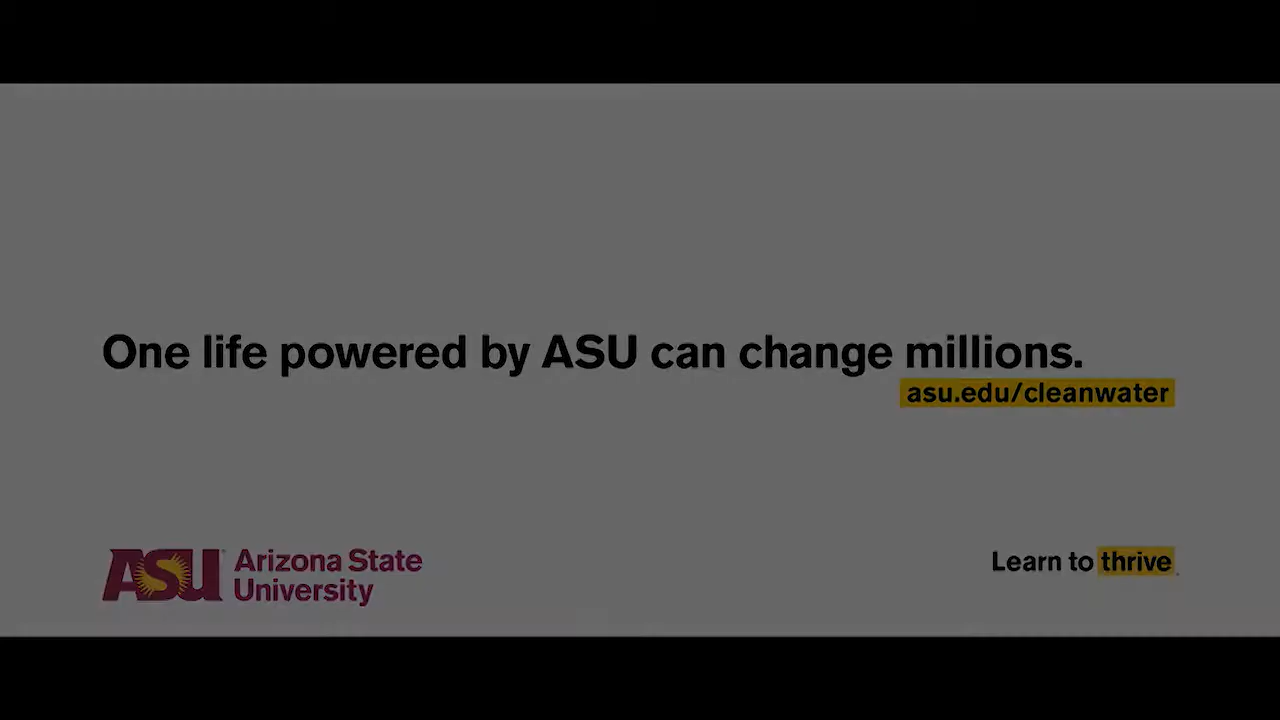 One life powered by ASU can change millions.
asu.edu/cleanwater
ASU Arizona State
University
Learn to thrive